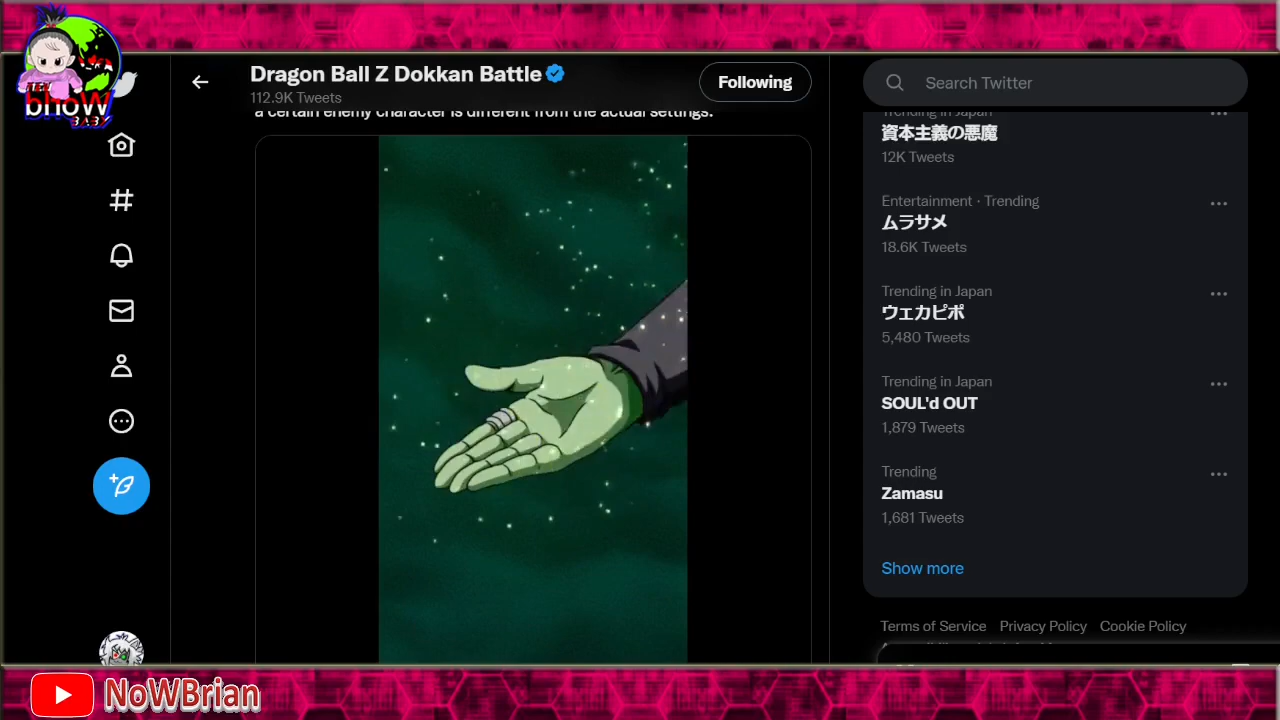 bhoW
BABY
Dragon Ball Z Dokkan Battle
112.9K Tweets
Following
a certain enemy character is different from the actual settings.
Search Twitter
Trending in Japan
資本主義の悪魔
12K Tweets
Entertainment · Trending
ムラサメ
18.6K Tweets
Trending in Japan
ウェカピポ
5,480 Tweets
Trending in Japan
SOUL'd OUT
1,879 Tweets
Trending
Zamasu
1,681 Tweets
Show more
Terms of Service Privacy Policy Cookie Policy
NoWBrian